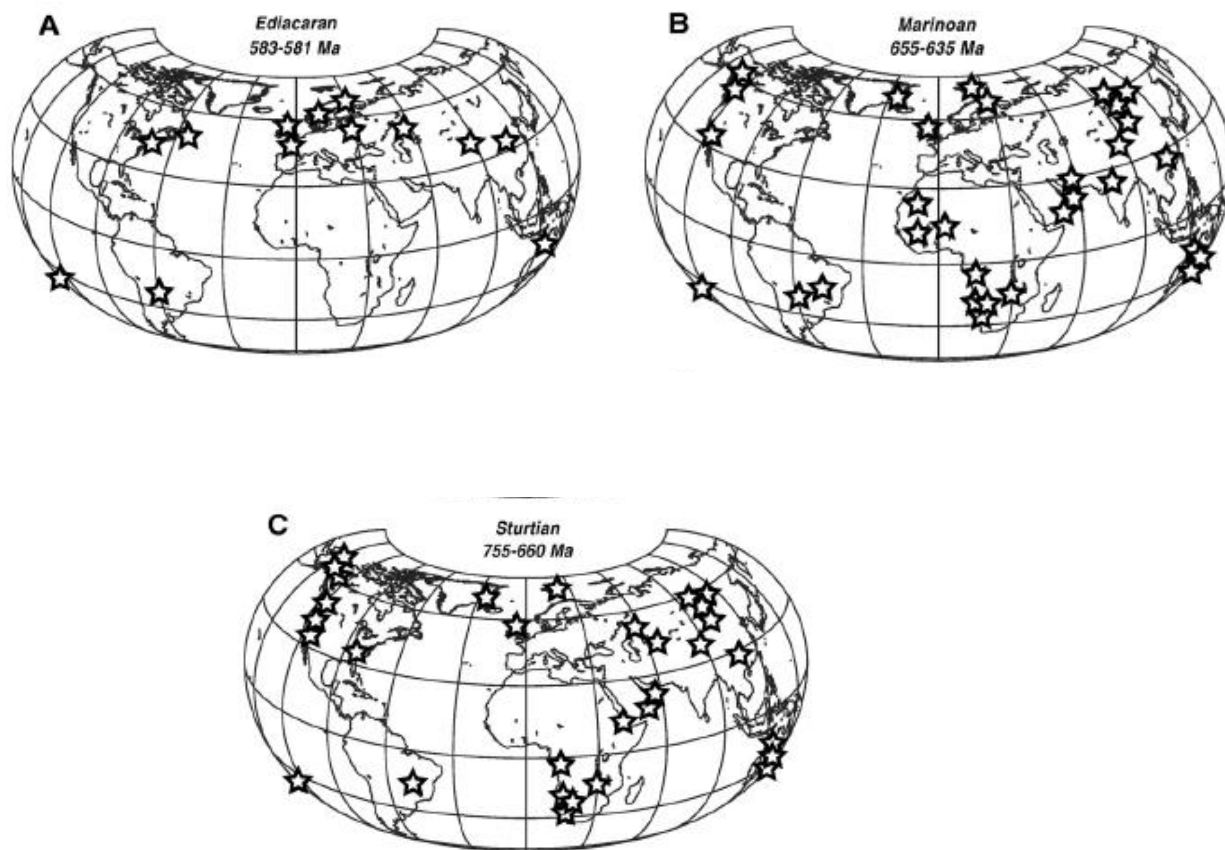 A
Ediacaran
583-581 Ma
B
Marinoan
655-635 Ma
C
Sturtian
755-660 Ma